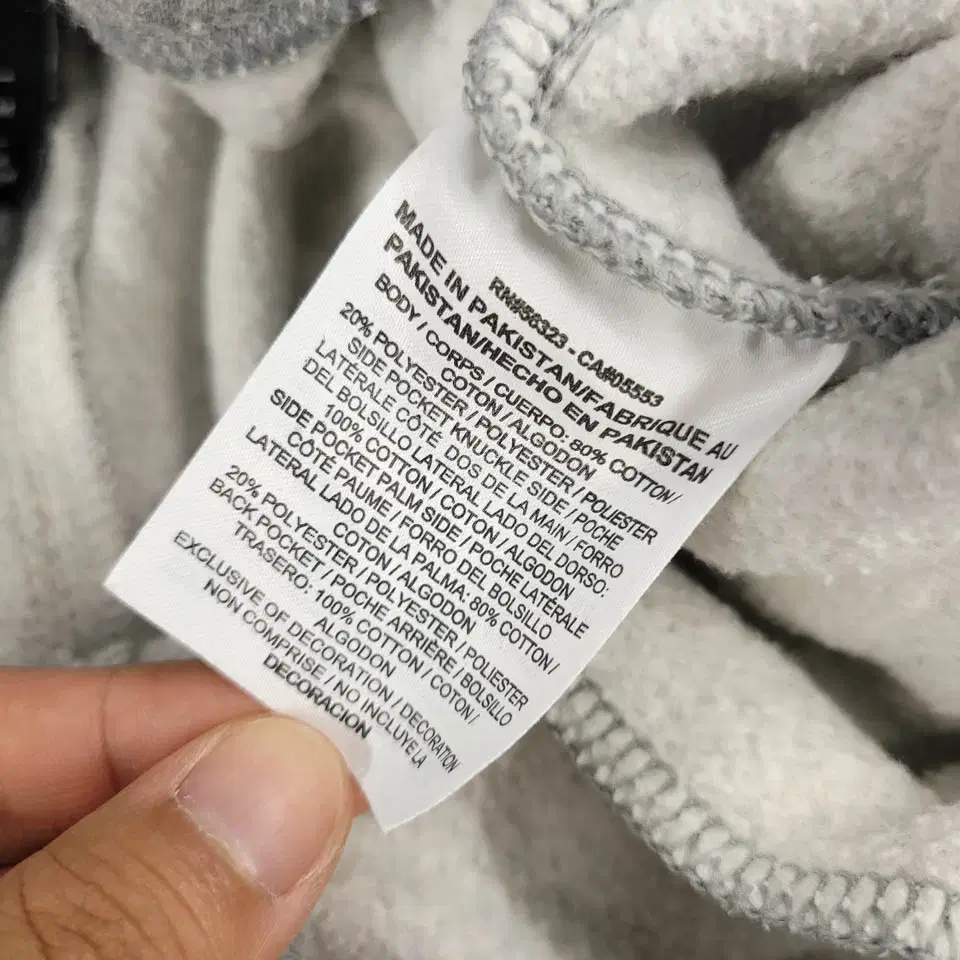 RN#56323 - CA#05553
MADE IN PAKISTAN/FABRIQUE AU
PAKISTAN/HECHO EN PAKISTAN
BODY / CORPS / CUERPO: 80% COTTON/
COTON / ALGODON
20% POLYESTER / POLYESTER / POLIESTER
SIDE POCKET KNUCKLE SIDE / POCHE
LATÉRALE CÔTÉ DOS DE LA MAIN / FORRO
DEL BOLSILLO LATERAL LADO DEL DORSO:
100% COTTON / COTON / ALGODON
SIDE POCKET PALM SIDE / POCHE LATÉRALE
CÔTÉ PAUME / FORRO DEL BOLSILLO
LATERAL LADO DE LA PALMA: 80% COTTON /
COTON / ALGODON
20% POLYESTER / POLYESTER / POLIESTER
BACK POCKET / POCHE ARRIÈRE / BOLSILLO
TRASERO: 100% COTTON / COTON /
ALGODON
EXCLUSIVE OF DECORATION / DECORATION
NON COMPRISE / NO INCLUYE LA
DECORACION